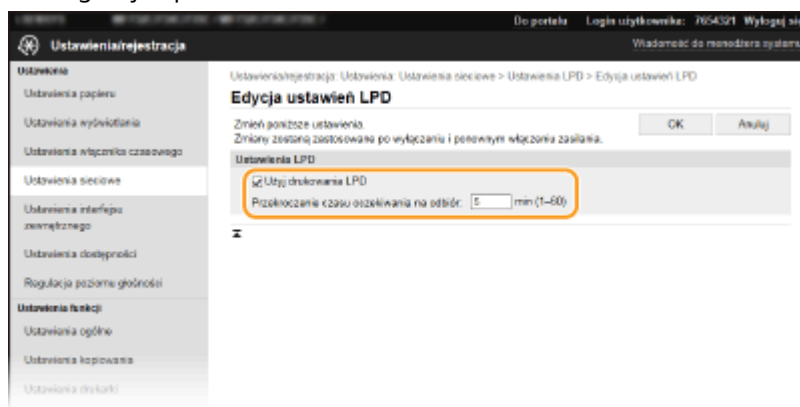 Do portalu Login użytkownika: 7654321 Wyloguj się
Ustawienia/rejestracja
Wiadomość do menedżera systemu
Ustawienia
Ustawienia papieru
Ustawienia wyświetlania
Ustawienia włącznika czasowego
Ustawienia sieciowe
Ustawienia interfejsu
zewnętrznego
Ustawienia dostępności
Regulacja poziomu głośności
Ustawienia funkcji
Ustawienia ogólne
Ustawienia kopiowania
Ustawienia drukarki
Ustawienia/rejestracja: Ustawienia: Ustawienia sieciowe > Ustawienia LPD > Edycja ustawień LPD
Edycja ustawień LPD
Zmień poniższe ustawienia.
Zmiany zostaną zastosowane po wyłączeniu i ponownym włączeniu zasilania.
OK Anuluj
Ustawienia LPD
Użyj drukowania LPD
Przekroczenie czasu oczekiwania na odbiór: 5 min (1–60)